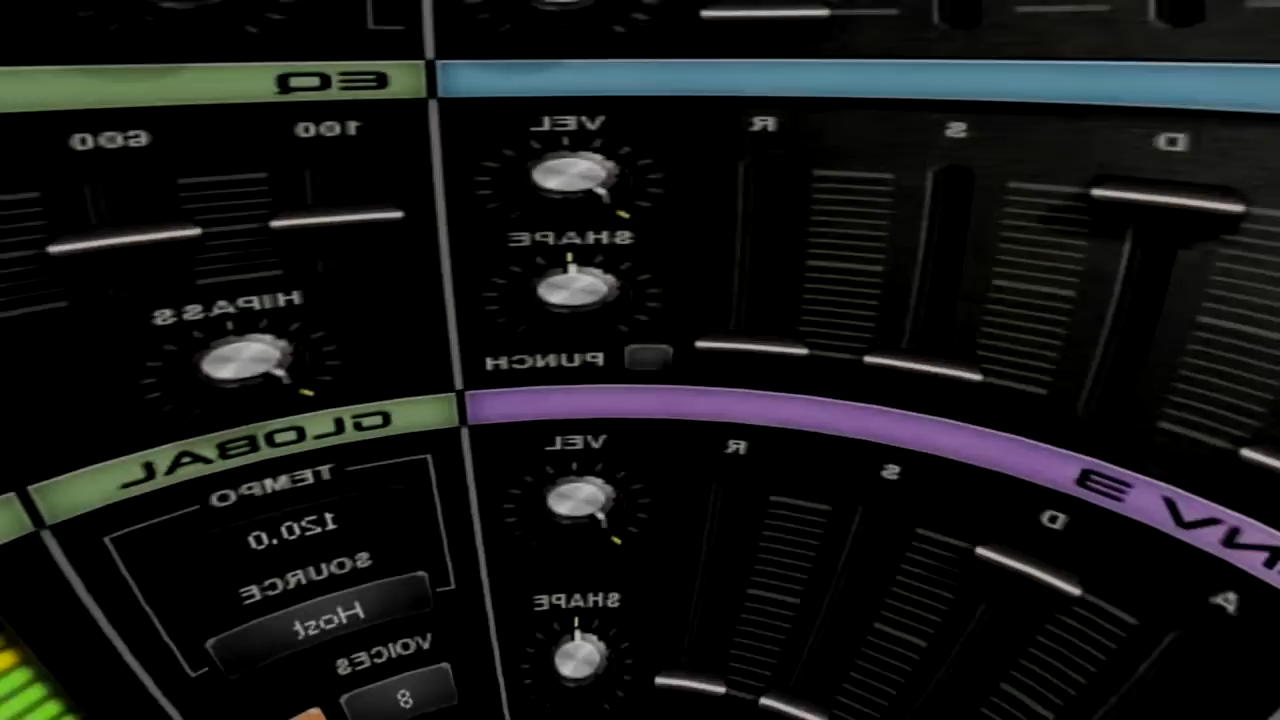 EQ
600 100
VEL R S D
SHAPE
HIPASS
PUNCH
GLOBAL
VEL R S D A
TEMPO
120.0
SOURCE
Host
SHAPE
VOICES
8